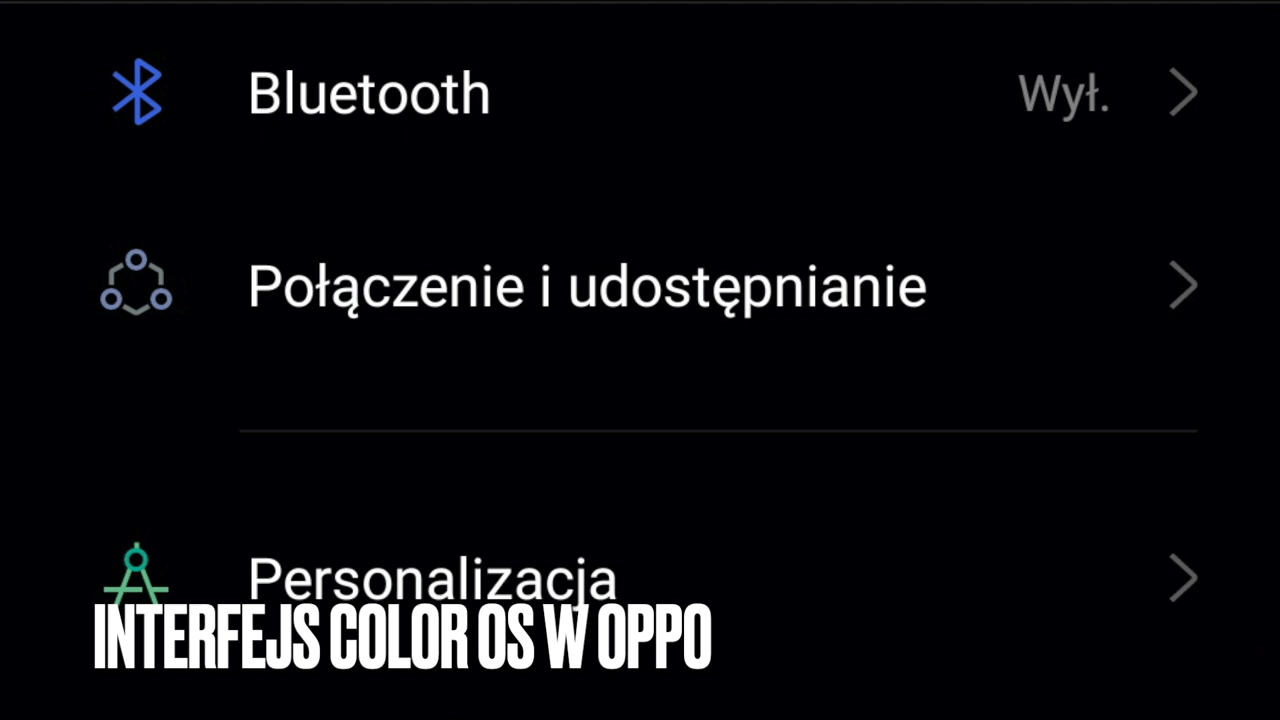 Bluetooth Wył.
Połączenie i udostępnianie
Personalizacja
INTERFEJS COLOR OS W OPPO